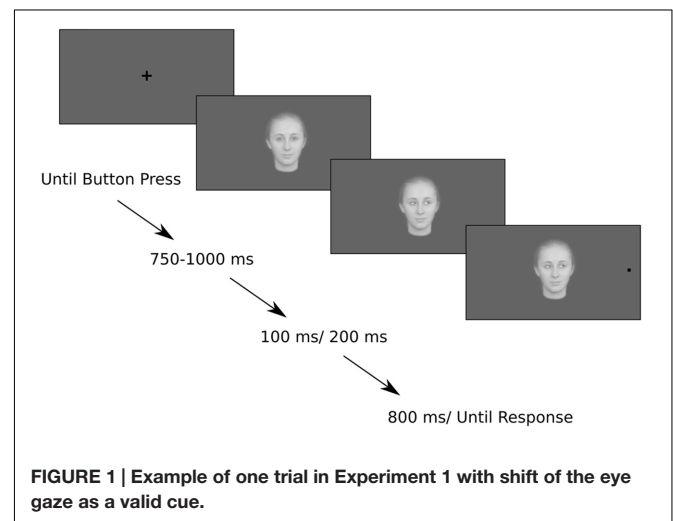 Until Button Press
750-1000 ms
100 ms/ 200 ms
800 ms/ Until Response
FIGURE 1 | Example of one trial in Experiment 1 with shift of the eye
gaze as a valid cue.